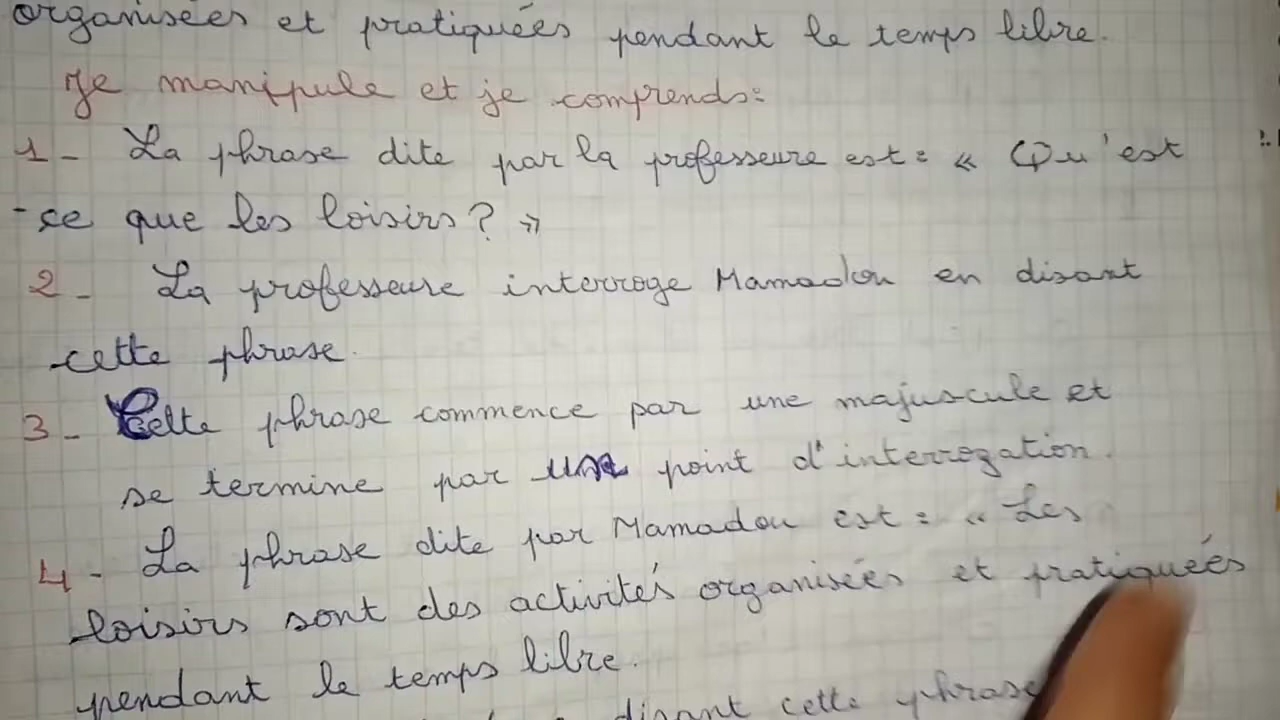 organisées et pratiquées pendant le temps libre.
Je manipule et je comprends:
1- La phrase dite par la professeure est: « Qu'est
-ce que les loisirs? »
2- La professeure interroge Mamadou en disant
cette phrase.
3- Cette phrase commence par une majuscule et
se termine par un point d'interrogation.
4- La phrase dite par Mamadou est: « Les
loisirs sont des activités organisées et pratiquées
pendant le temps libre.
disant cette phrase